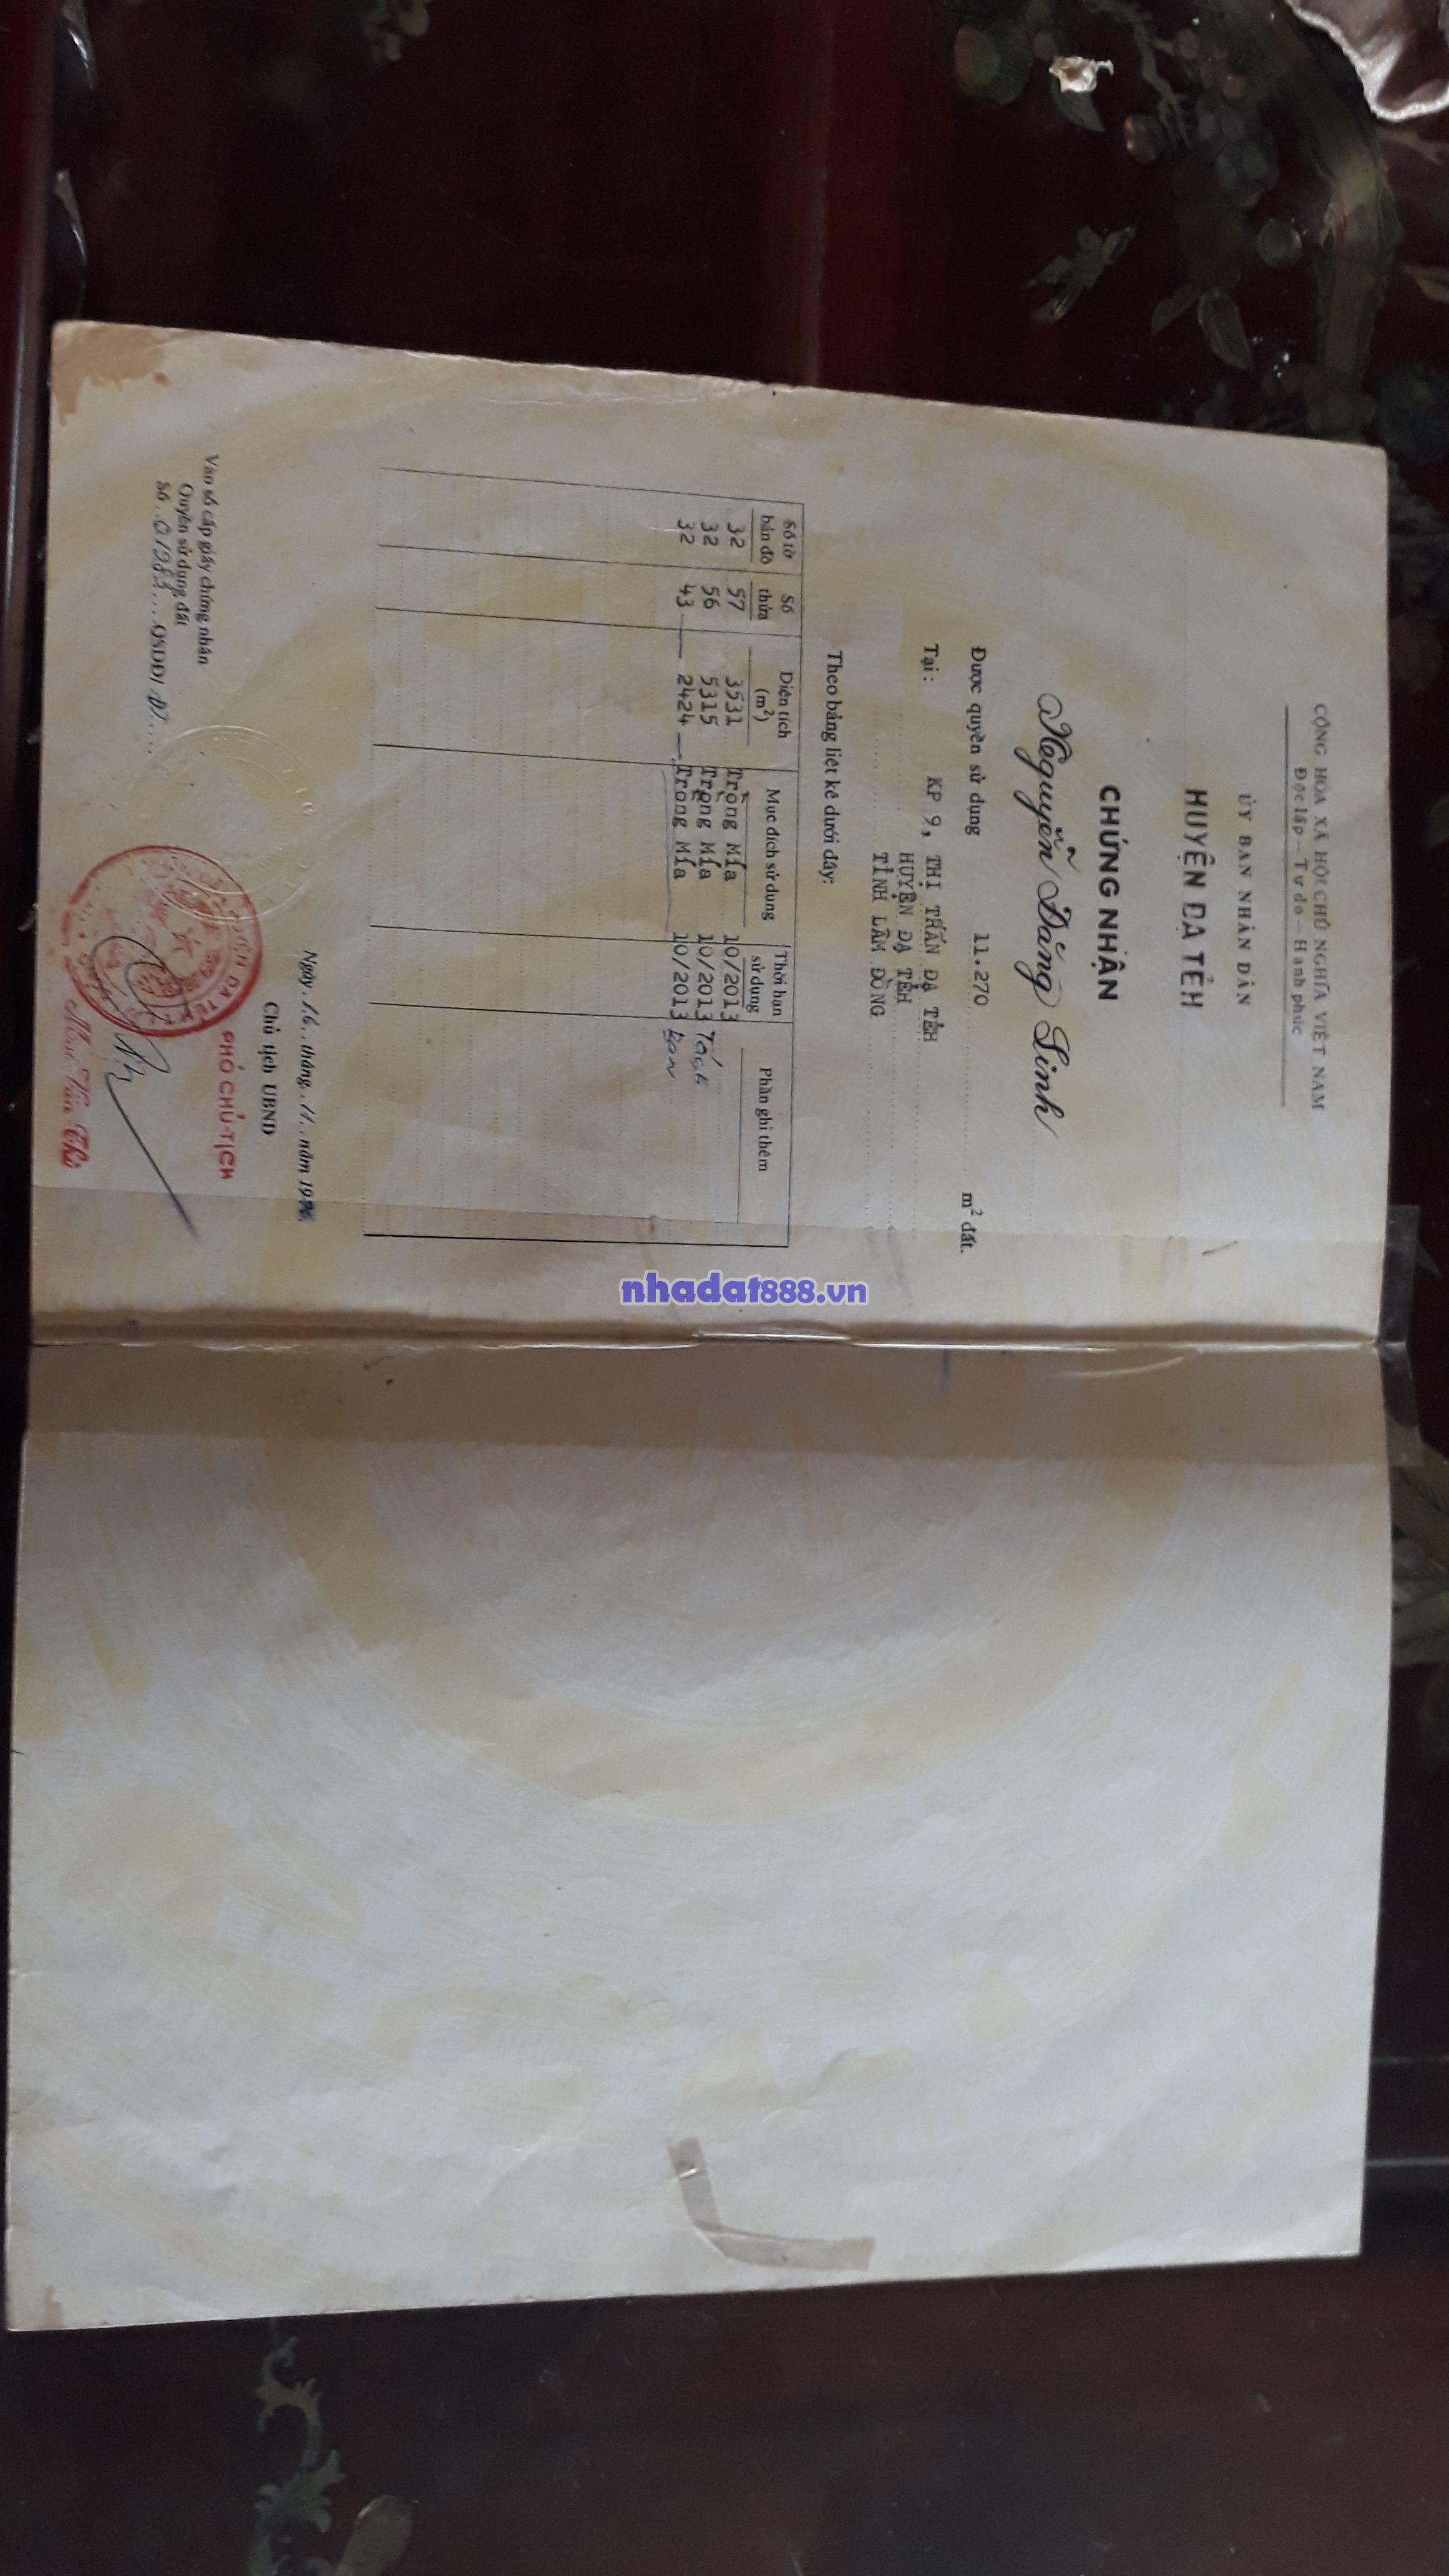 CỘNG HÒA XÃ HỘI CHỦ NGHĨA VIỆT NAM
Độc lập – Tự do – Hạnh phúc
ỦY BAN NHÂN DÂN
HUYỆN ĐẠ TẺH
CHỨNG NHẬN
Nguyễn Đăng Sinh
Được quyền sử dụng 11.270 m² đất.
Tại: KP 9, THỊ TRẤN ĐẠ TẺH
HUYỆN ĐẠ TẺH
TỈNH LÂM ĐỒNG
Theo bảng liệt kê dưới đây:
Số tờ bản đồ Số thửa Diện tích (m²) Mục đích sử dụng Thời hạn sử dụng Phần ghi thêm
32 57 3531 Trồng Mía 10/2013
32 56 5315 Trồng Mía 10/2013 Tách
32 43 2424 Trồng Mía 10/2013
Ngày 16 tháng 11 năm 19
Chủ tịch UBND
PHÓ CHỦ TỊCH
Vào sổ cấp giấy chứng nhận
Quyền sử dụng đất
Số QSDĐ
nhadat888.vn